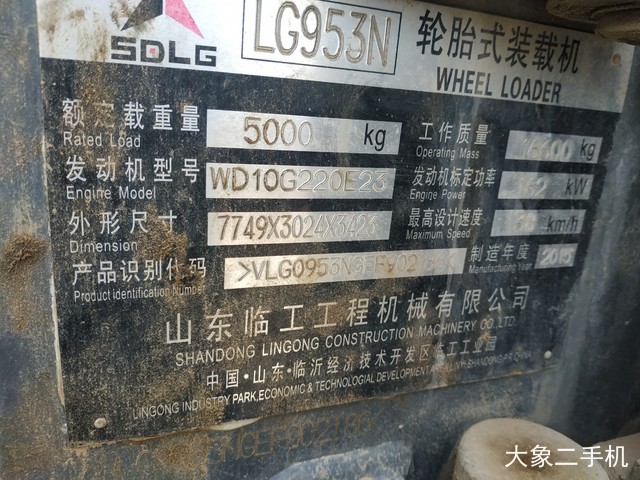 SDLG
LG953N
轮胎式装载机
WHEEL LOADER
额定载重量
Rated Load
5000 kg
工作质量
Operating Mass
kg
发动机型号
Engine Model
WD10G220E23
发动机标定功率
Engine Power
kW
外形尺寸
Dimension
7749X3024X3423
最高设计速度
Maximum Speed
km/h
产品识别代码
Product identification Number
制造年度
Manufacturing Year
山东临工工程机械有限公司
SHANDONG LINGONG CONSTRUCTION MACHINERY CO.,LTD.
中国·山东·临沂经济技术开发区临工工业园
LINGONG INDUSTRY PARK,ECONOMIC & TECHNOLOGIAL DEVELOPMENT AREA LINYI SHANDONG P.R.CHINA
大象二手机